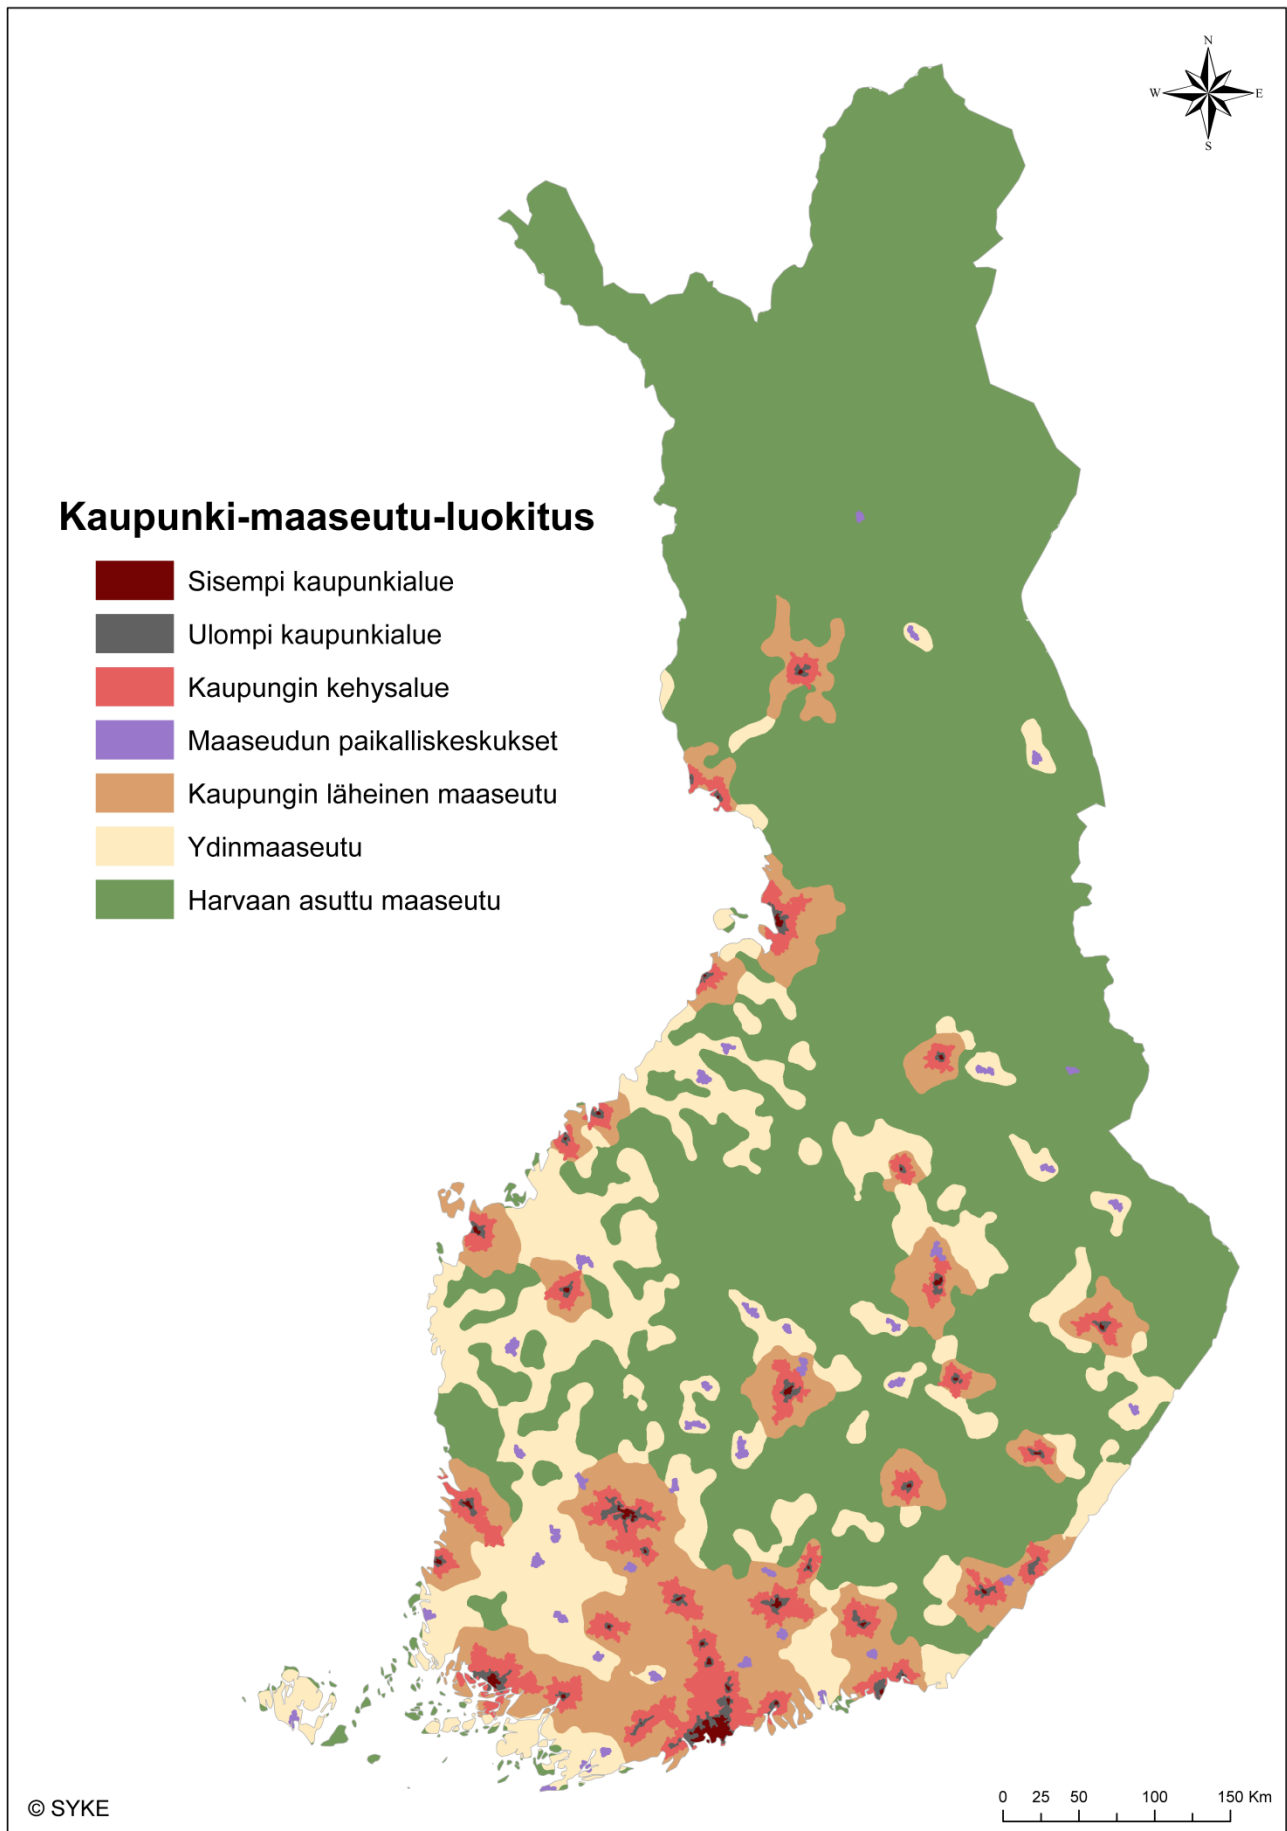 N
W E
S
Kaupunki-maaseutu-luokitus
Sisempi kaupunkialue
Ulompi kaupunkialue
Kaupungin kehysalue
Maaseudun paikalliskeskukset
Kaupungin läheinen maaseutu
Ydinmaaseutu
Harvaan asuttu maaseutu
© SYKE
0 25 50 100 150 Km